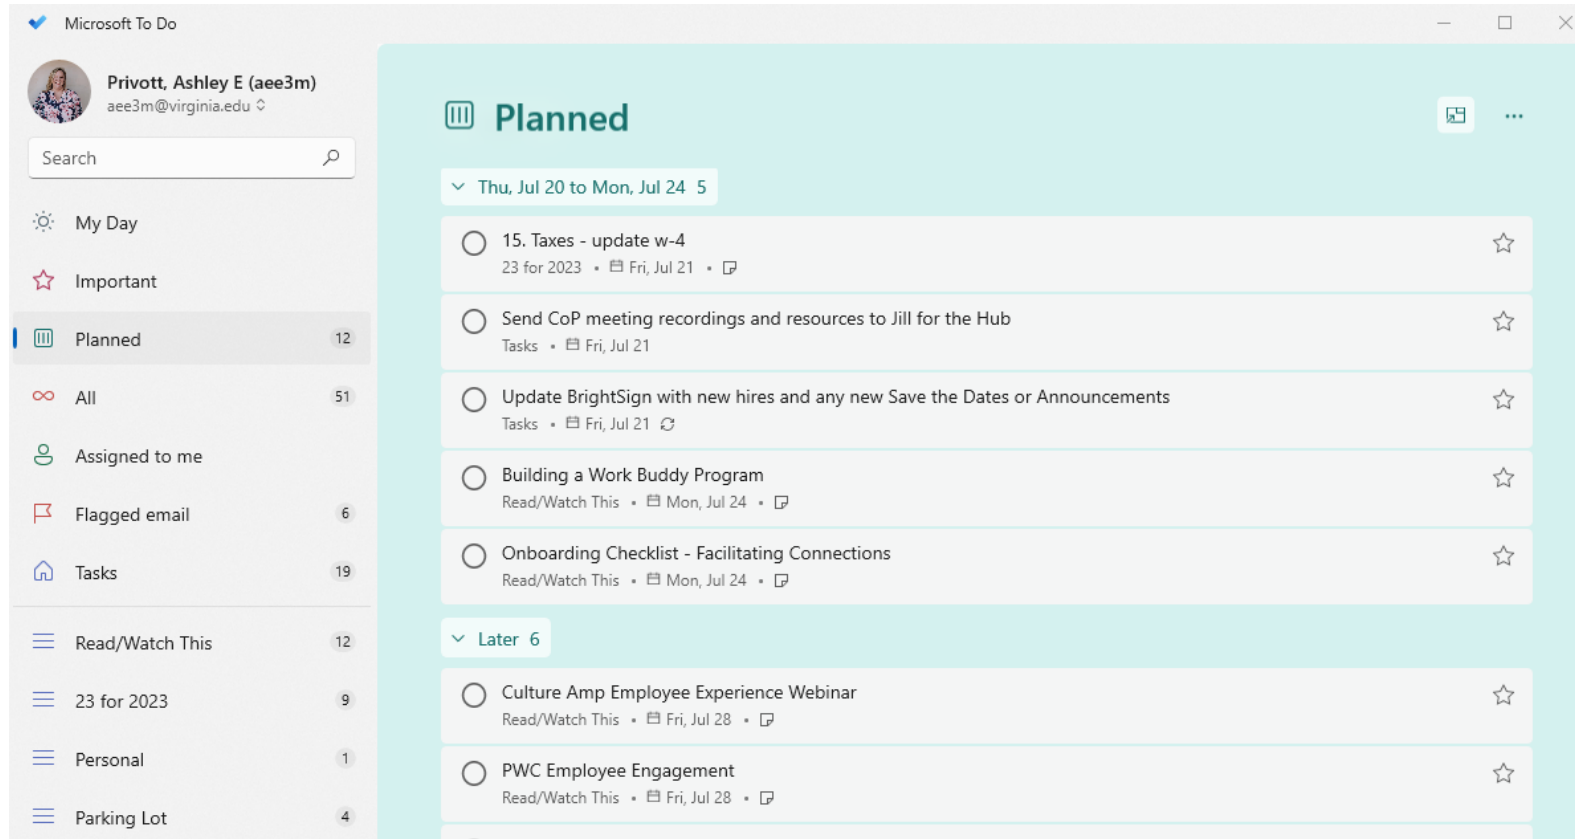 Microsoft To Do
Privott, Ashley E (aee3m)
aee3m@virginia.edu
Search
My Day
Important
Planned 12
All 51
Assigned to me
Flagged email 6
Tasks 19
Read/Watch This 12
23 for 2023 9
Personal 1
Parking Lot 4
Planned
Thu, Jul 20 to Mon, Jul 24 5
15. Taxes - update w-4
23 for 2023 • Fri, Jul 21 •
Send CoP meeting recordings and resources to Jill for the Hub
Tasks • Fri, Jul 21
Update BrightSign with new hires and any new Save the Dates or Announcements
Tasks • Fri, Jul 21
Building a Work Buddy Program
Read/Watch This • Mon, Jul 24 •
Onboarding Checklist - Facilitating Connections
Read/Watch This • Mon, Jul 24 •
Later 6
Culture Amp Employee Experience Webinar
Read/Watch This • Fri, Jul 28 •
PWC Employee Engagement
Read/Watch This • Fri, Jul 28 •